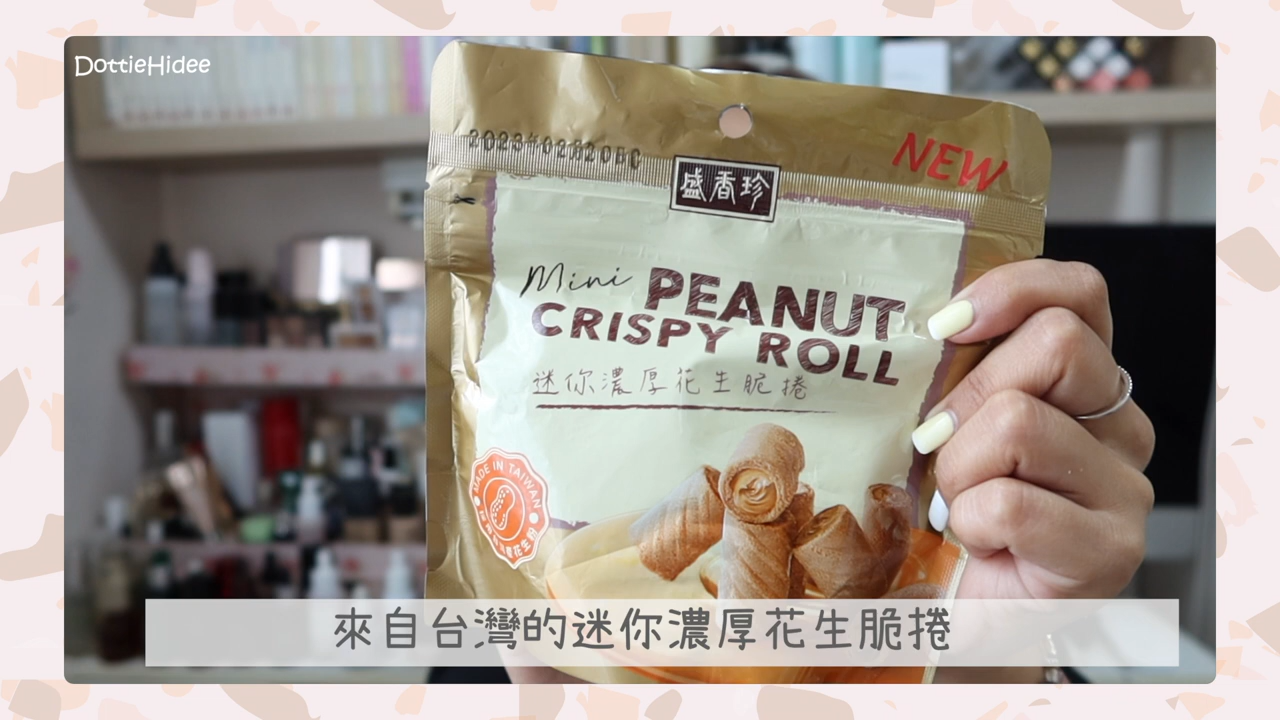 DottieHidee
NEW
盛香珍
Mini PEANUT
CRISPY ROLL
迷你濃厚花生脆捲
MADE IN TAIWAN
來自台灣的迷你濃厚花生脆捲